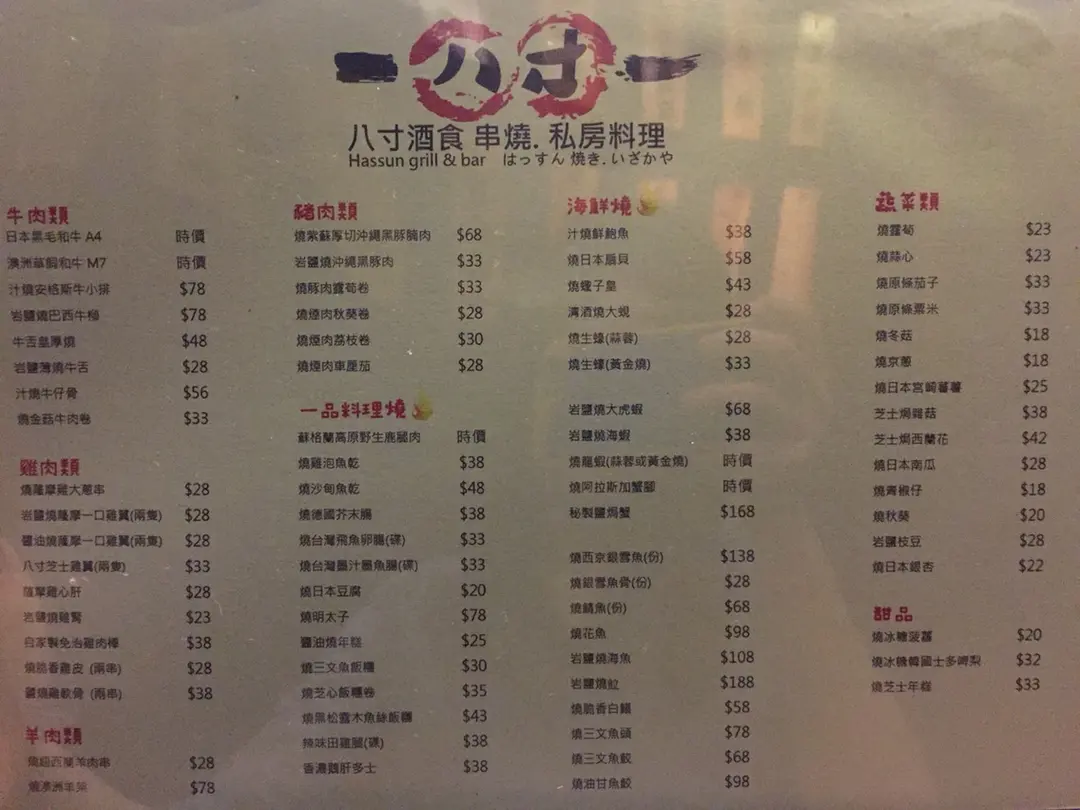 八寸
八寸酒食 串燒. 私房料理
Hassun grill & bar はっすん 焼き. いざかや
牛肉類
日本黑毛和牛 A4 時價
澳洲草飼和牛 M7 時價
汁燒安格斯牛小排 $78
岩鹽燒巴西牛柳 $78
牛舌皇厚燒 $48
岩鹽薄燒牛舌 $28
汁燒牛仔骨 $56
燒金菇牛肉卷 $33
雞肉類
燒薩摩雞大蔥串 $28
岩鹽燒薩摩一口雞翼(兩隻) $28
醬油燒薩摩一口雞翼(兩隻) $28
八寸芝士雞翼(兩隻) $33
薩摩雞心肝 $28
岩鹽燒雞腎 $23
自家製免治雞肉棒 $38
燒脆香雞皮 (兩串) $28
鹽燒雞軟骨 (兩串) $38
羊肉類
燒紐西蘭羊肉串 $28
燒澳洲羊架 $78
豬肉類
燒紫蘇厚切沖繩黑豚腩肉 $68
岩鹽燒沖繩黑豚肉 $33
燒豚肉露荀卷 $33
燒煙肉秋葵卷 $28
燒煙肉荔枝卷 $30
燒煙肉車厘茄 $28
一品料理燒
蘇格蘭高原野生鹿腿肉 時價
燒雞泡魚乾 $38
燒沙甸魚乾 $48
燒德國芥末腸 $38
燒台灣飛魚卵腸(碟) $33
燒台灣墨汁墨魚腸(碟) $33
燒日本豆腐 $20
燒明太子 $78
醬油燒年糕 $25
燒三文魚飯糰 $30
燒芝心飯糰卷 $35
燒黑松露木魚絲飯糰 $43
辣味田雞腿(碟) $38
香濃鵝肝多士 $38
海鮮燒
汁燒鮮鮑魚 $38
燒日本扇貝 $58
燒蟶子皇 $43
清酒燒大蜆 $28
燒生蠔(蒜蓉) $28
燒生蠔(黃金燒) $33
岩鹽燒大虎蝦 $68
岩鹽燒海蝦 $38
燒龍蝦(蒜蓉或黃金燒) 時價
燒阿拉斯加蟹腳 時價
秘製鹽焗蟹 $168
燒西京銀雪魚(份) $138
燒銀雪魚骨(份) $28
燒鯖魚(份) $68
燒花魚 $98
岩鹽燒海魚 $108
岩鹽燒䱽 $188
燒脆香白鱔 $58
燒三文魚頭 $78
燒三文魚鮫 $68
燒油甘魚鮫 $98
蔬菜類
燒露荀 $23
燒蒜心 $23
燒原條茄子 $33
燒原條粟米 $33
燒冬菇 $18
燒京蔥 $18
燒日本宮崎蕃薯 $25
芝士焗雜菇 $38
芝士焗西蘭花 $42
燒日本南瓜 $28
燒青椒仔 $18
燒秋葵 $20
岩鹽枝豆 $28
燒日本銀杏 $22
甜品
燒冰糖菠蘿 $20
燒冰糖韓國士多啤梨 $32
燒芝士年糕 $33